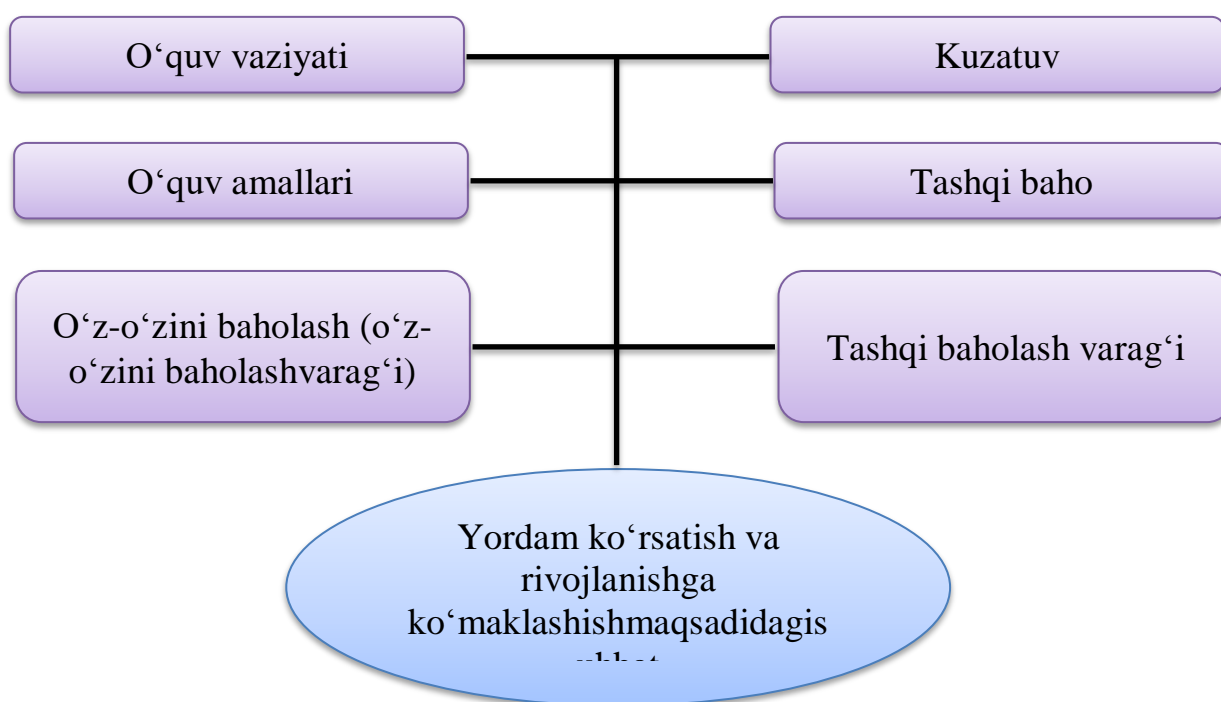 O‘quv vaziyati
Kuzatuv
O‘quv amallari
Tashqi baho
O‘z-o‘zini baholash (o‘z-
o‘zini baholashvarag‘i)
Tashqi baholash varag‘i
Yordam ko‘rsatish va
rivojlanishga
ko‘maklashishmaqsadidagis